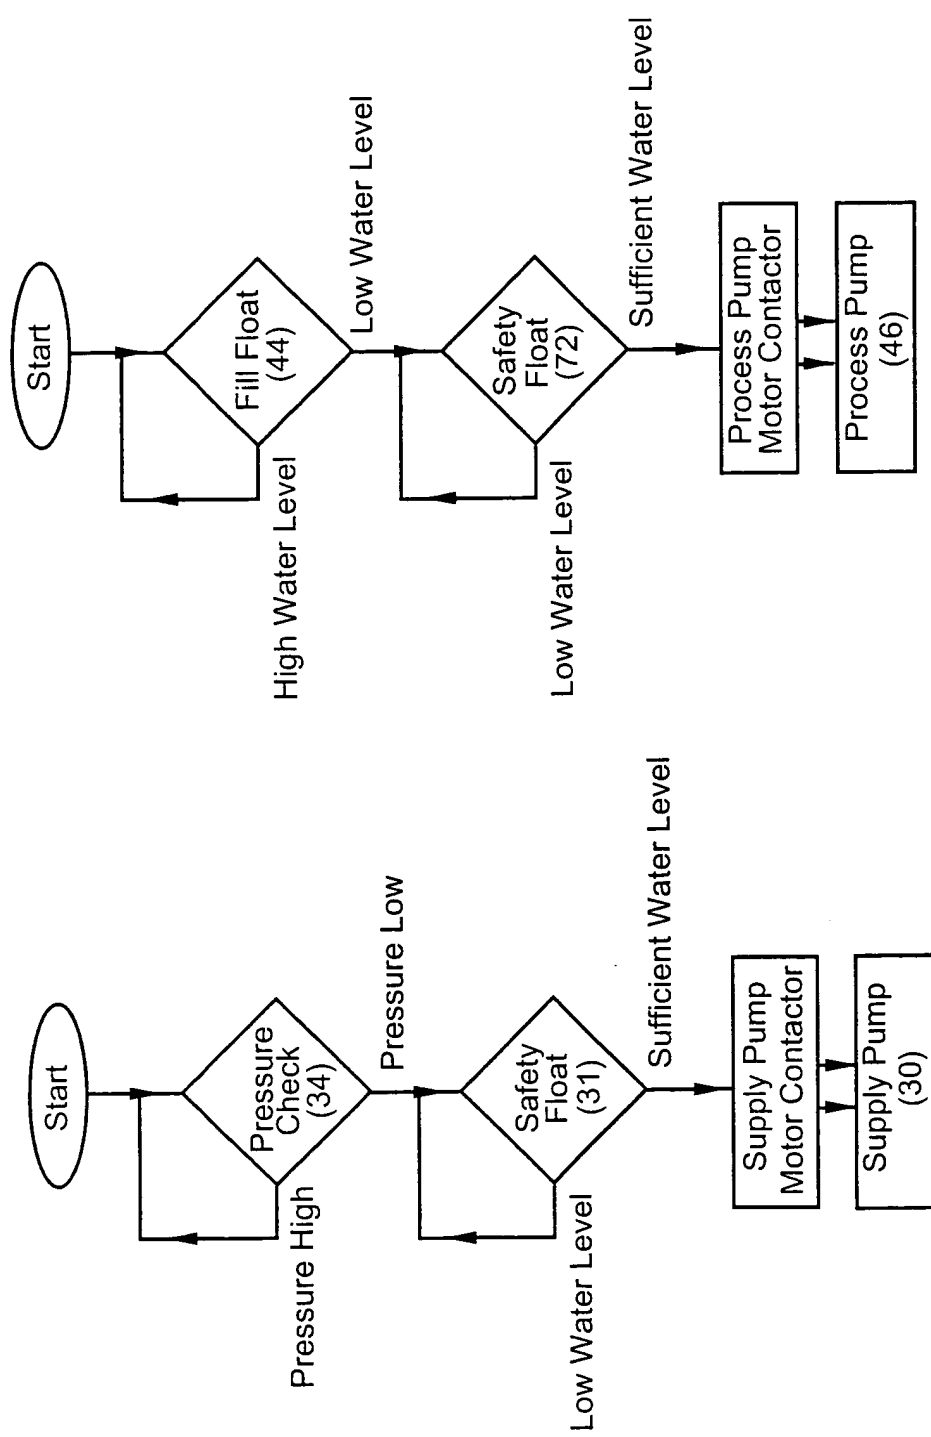 Start
Pressure
Check
(34)
Pressure High
Pressure Low
Safety
Float
(31)
Low Water Level
Sufficient Water Level
Supply Pump
Motor Contactor
Supply Pump
(30)
Start
Fill Float
(44)
High Water Level
Low Water Level
Safety
Float
(72)
Low Water Level
Sufficient Water Level
Process Pump
Motor Contactor
Process Pump
(46)